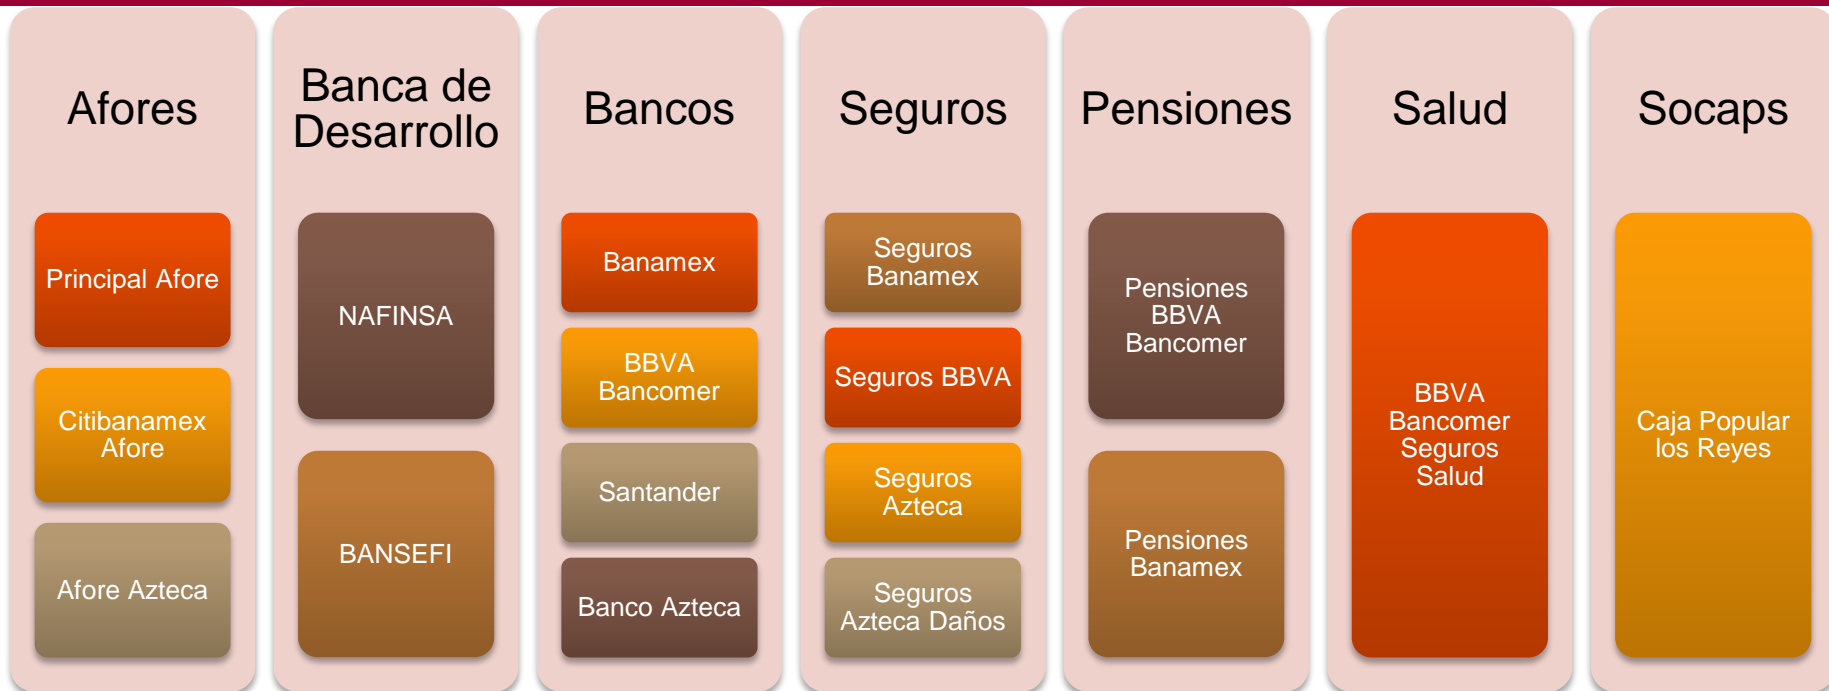 Afores
Principal Afore
Citibanamex
Afore
Afore Azteca
Banca de
Desarrollo
NAFINSA
BANSEFI
Bancos
Banamex
BBVA
Bancomer
Santander
Banco Azteca
Seguros
Seguros
Banamex
Seguros BBVA
Seguros
Azteca
Seguros
Azteca Daños
Pensiones
Pensiones
BBVA
Bancomer
Pensiones
Banamex
Salud
BBVA
Bancomer
Seguros
Salud
Socaps
Caja Popular
los Reyes